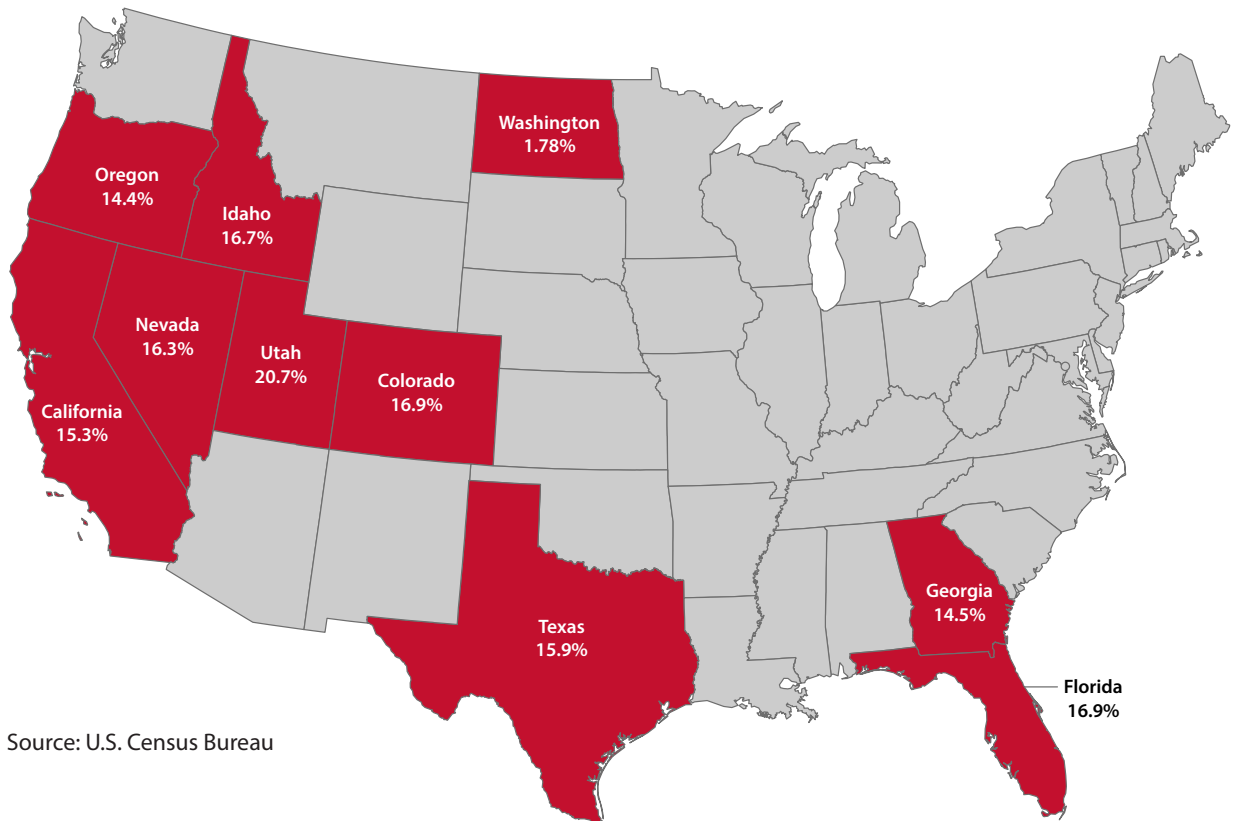 Washington
1.78%
Oregon
14.4%
Idaho
16.7%
Nevada
16.3%
Utah
20.7%
Colorado
16.9%
California
15.3%
Georgia
14.5%
Texas
15.9%
Florida
16.9%
Source: U.S. Census Bureau